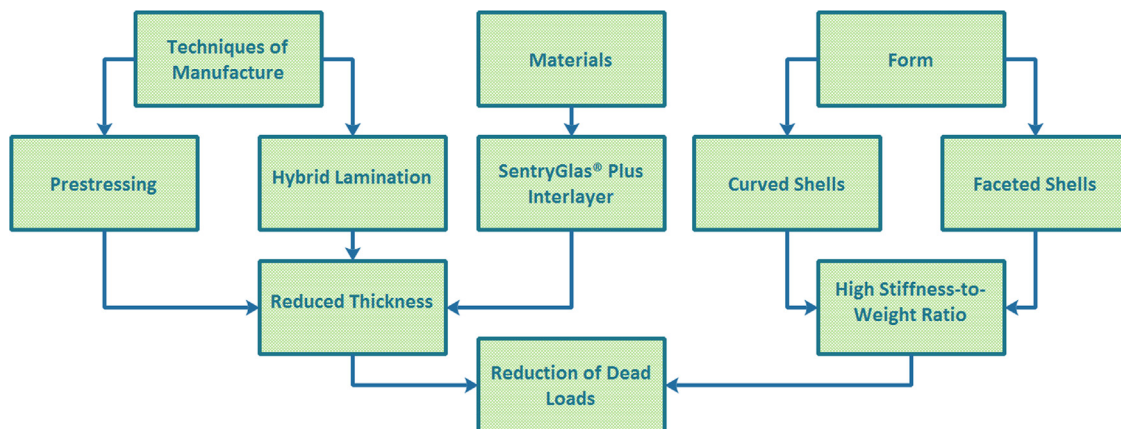 Techniques of
Manufacture
Materials
Form
Prestressing
Hybrid Lamination
SentryGlas® Plus
Interlayer
Curved Shells
Faceted Shells
Reduced Thickness
High Stiffness-to-
Weight Ratio
Reduction of Dead
Loads